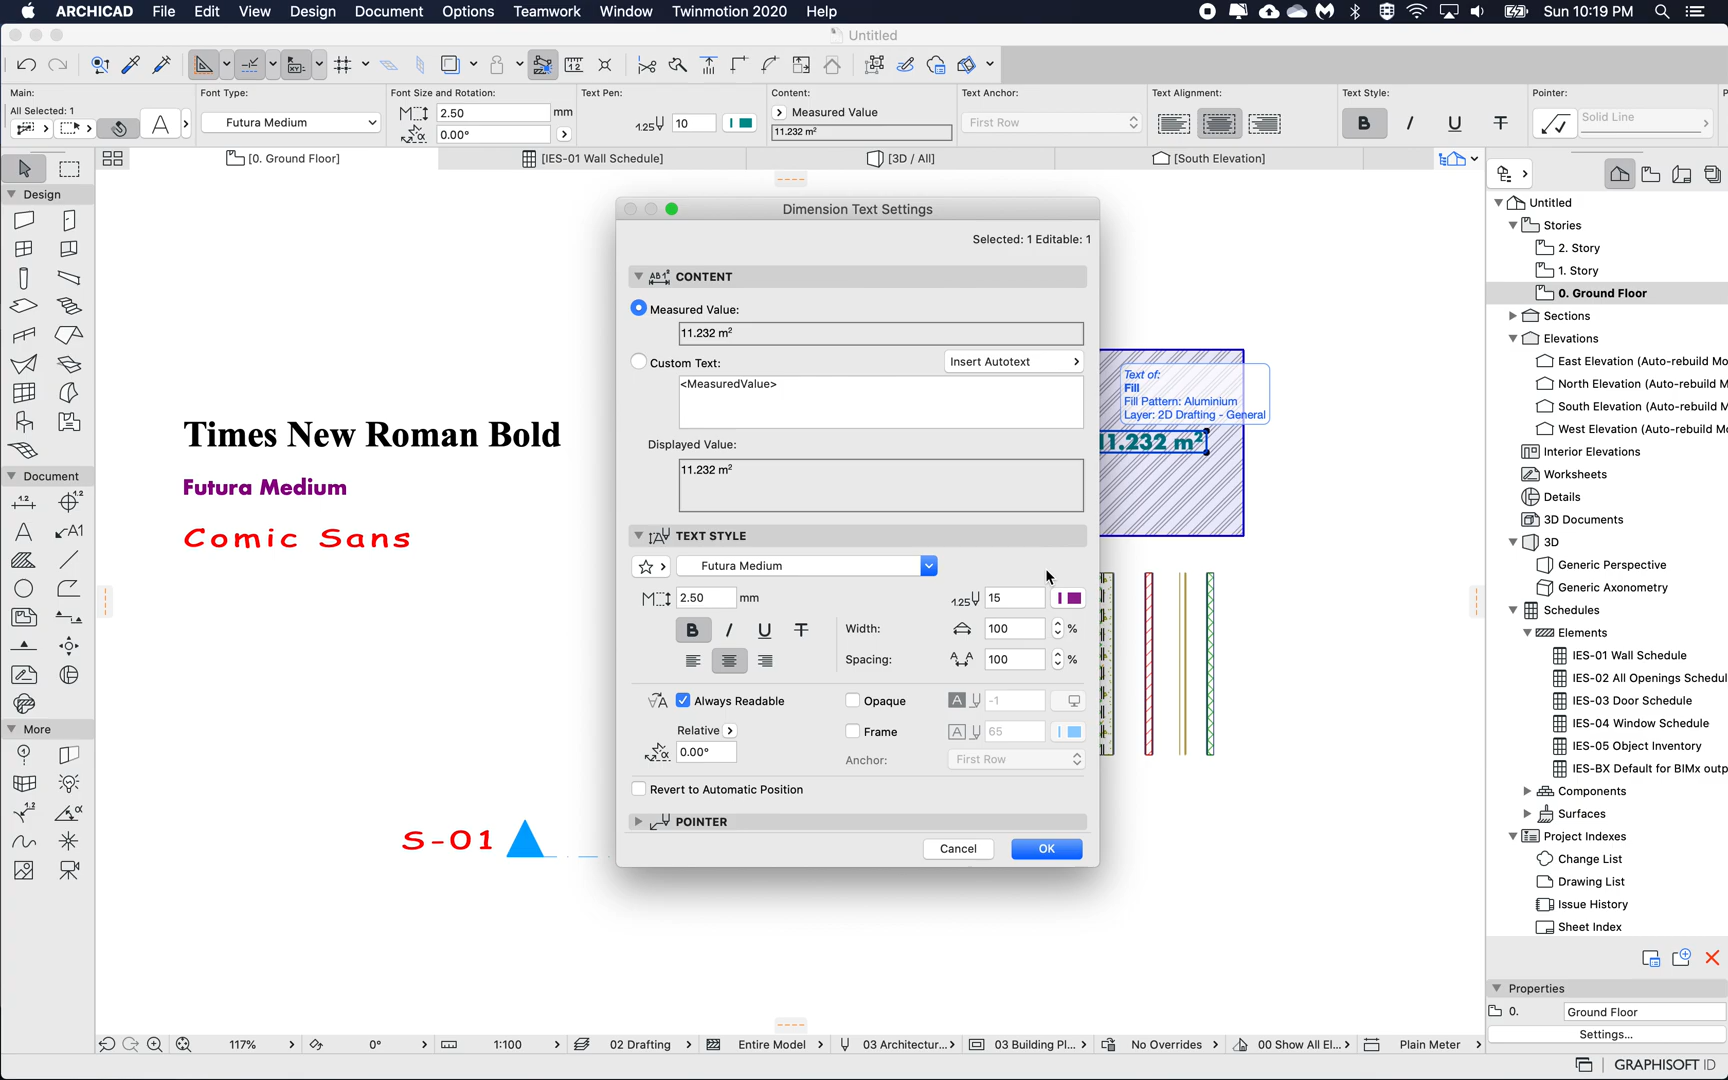 ARCHICAD File Edit View Design Document Options Teamwork Window Twinmotion 2020 Help
Sun 10:19 PM
Untitled
Main:
All Selected: 1
Font Type:
Futura Medium
Font Size and Rotation:
2.50 mm
0.00°
Text Pen:
1.25 10
Content:
Measured Value
11.232 m²
Text Anchor:
First Row
Text Alignment:
Text Style:
B I U T
Pointer:
Solid Line
[0. Ground Floor]
[IES-01 Wall Schedule]
[3D / All]
[South Elevation]
Design
Document
More
Times New Roman Bold
Futura Medium
Comic Sans
S-01
Dimension Text Settings
Selected: 1 Editable: 1
CONTENT
Measured Value:
11.232 m²
Custom Text:
Insert Autotext
<MeasuredValue>
Displayed Value:
11.232 m²
TEXT STYLE
Futura Medium
2.50 mm
1.25 15
B I U T
Width: 100 %
Spacing: 100 %
Always Readable
Opaque
-1
Relative
Frame
65
0.00°
Anchor:
First Row
Revert to Automatic Position
POINTER
Cancel
OK
Text of:
Fill
Fill Pattern: Aluminium
Layer: 2D Drafting - General
11.232 m²
Untitled
Stories
2. Story
1. Story
0. Ground Floor
Sections
Elevations
East Elevation (Auto-rebuild Mo
North Elevation (Auto-rebuild M
South Elevation (Auto-rebuild M
West Elevation (Auto-rebuild Mo
Interior Elevations
Worksheets
Details
3D Documents
3D
Generic Perspective
Generic Axonometry
Schedules
Elements
IES-01 Wall Schedule
IES-02 All Openings Schedul
IES-03 Door Schedule
IES-04 Window Schedule
IES-05 Object Inventory
IES-BX Default for BIMx outp
Components
Surfaces
Project Indexes
Change List
Drawing List
Issue History
Sheet Index
Properties
0. Ground Floor
Settings...
117%
0°
1:100
02 Drafting
Entire Model
03 Architectur...
03 Building Pl...
No Overrides
00 Show All El...
Plain Meter
GRAPHISOFT ID